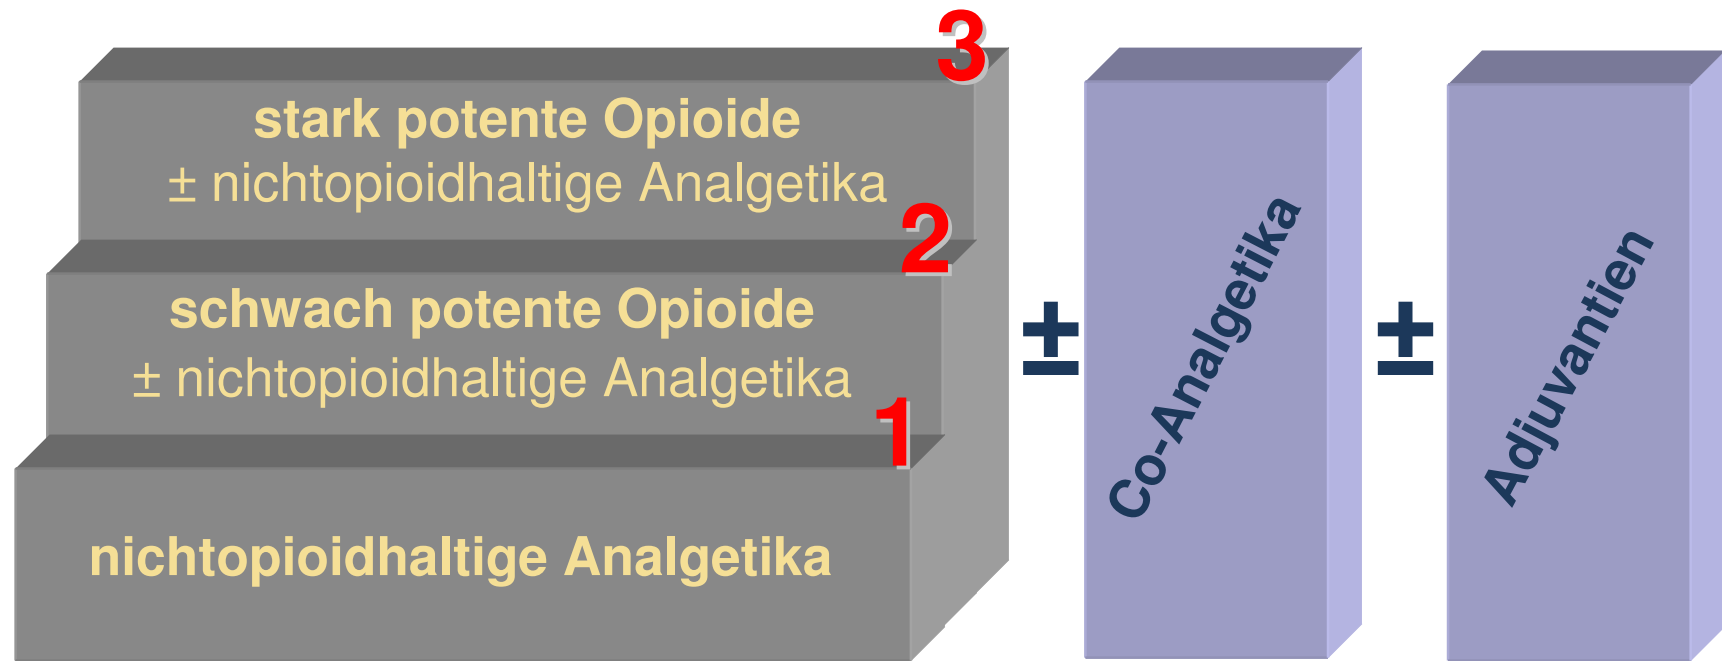 3
stark potente Opioide
± nichtopioidhaltige Analgetika
2
schwach potente Opioide
± nichtopioidhaltige Analgetika
1
nichtopioidhaltige Analgetika
±
Co-Analgetika
±
Adjuvantien